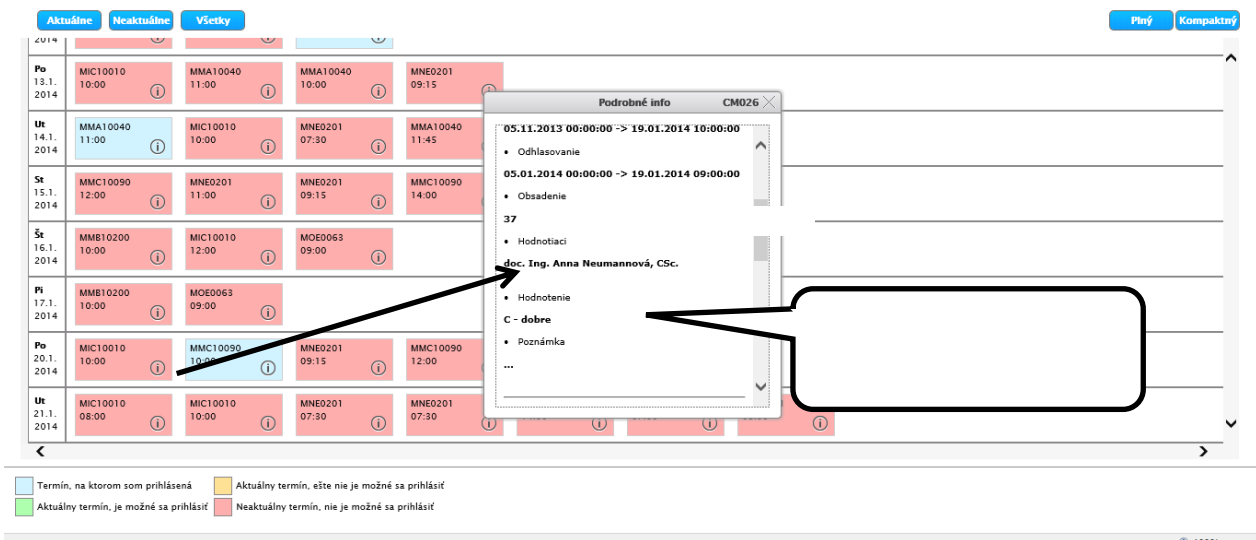 Aktuálne Neaktuálne Všetky Plný Kompaktný
2014
Po
13.1.
2014
MIC10010
10:00
MMA10040
11:00
MMA10040
10:00
MNE0201
09:15
Ut
14.1.
2014
MMA10040
11:00
MIC10010
10:00
MNE0201
07:30
MMA10040
11:45
St
15.1.
2014
MMC10090
12:00
MNE0201
11:00
MNE0201
09:15
MMC10090
14:00
Št
16.1.
2014
MMB10200
10:00
MIC10010
12:00
MOE0063
09:00
Pi
17.1.
2014
MMB10200
10:00
MOE0063
09:00
Po
20.1.
2014
MIC10010
10:00
MMC10090
10:00
MNE0201
09:15
MMC10090
12:00
Ut
21.1.
2014
MIC10010
08:00
MIC10010
10:00
MNE0201
07:30
MNE0201
07:30
Podrobné info CM026
05.11.2013 00:00:00 -> 19.01.2014 10:00:00
• Odhlasovanie
05.01.2014 00:00:00 -> 19.01.2014 09:00:00
• Obsadenie
37
• Hodnotiaci
doc. Ing. Anna Neumannová, CSc.
• Hodnotenie
C - dobre
• Poznámka
...
Termín, na ktorom som prihlásená
Aktuálny termín, ešte nie je možné sa prihlásiť
Aktuálny termín, je možné sa prihlásiť
Neaktuálny termín, nie je možné sa prihlásiť